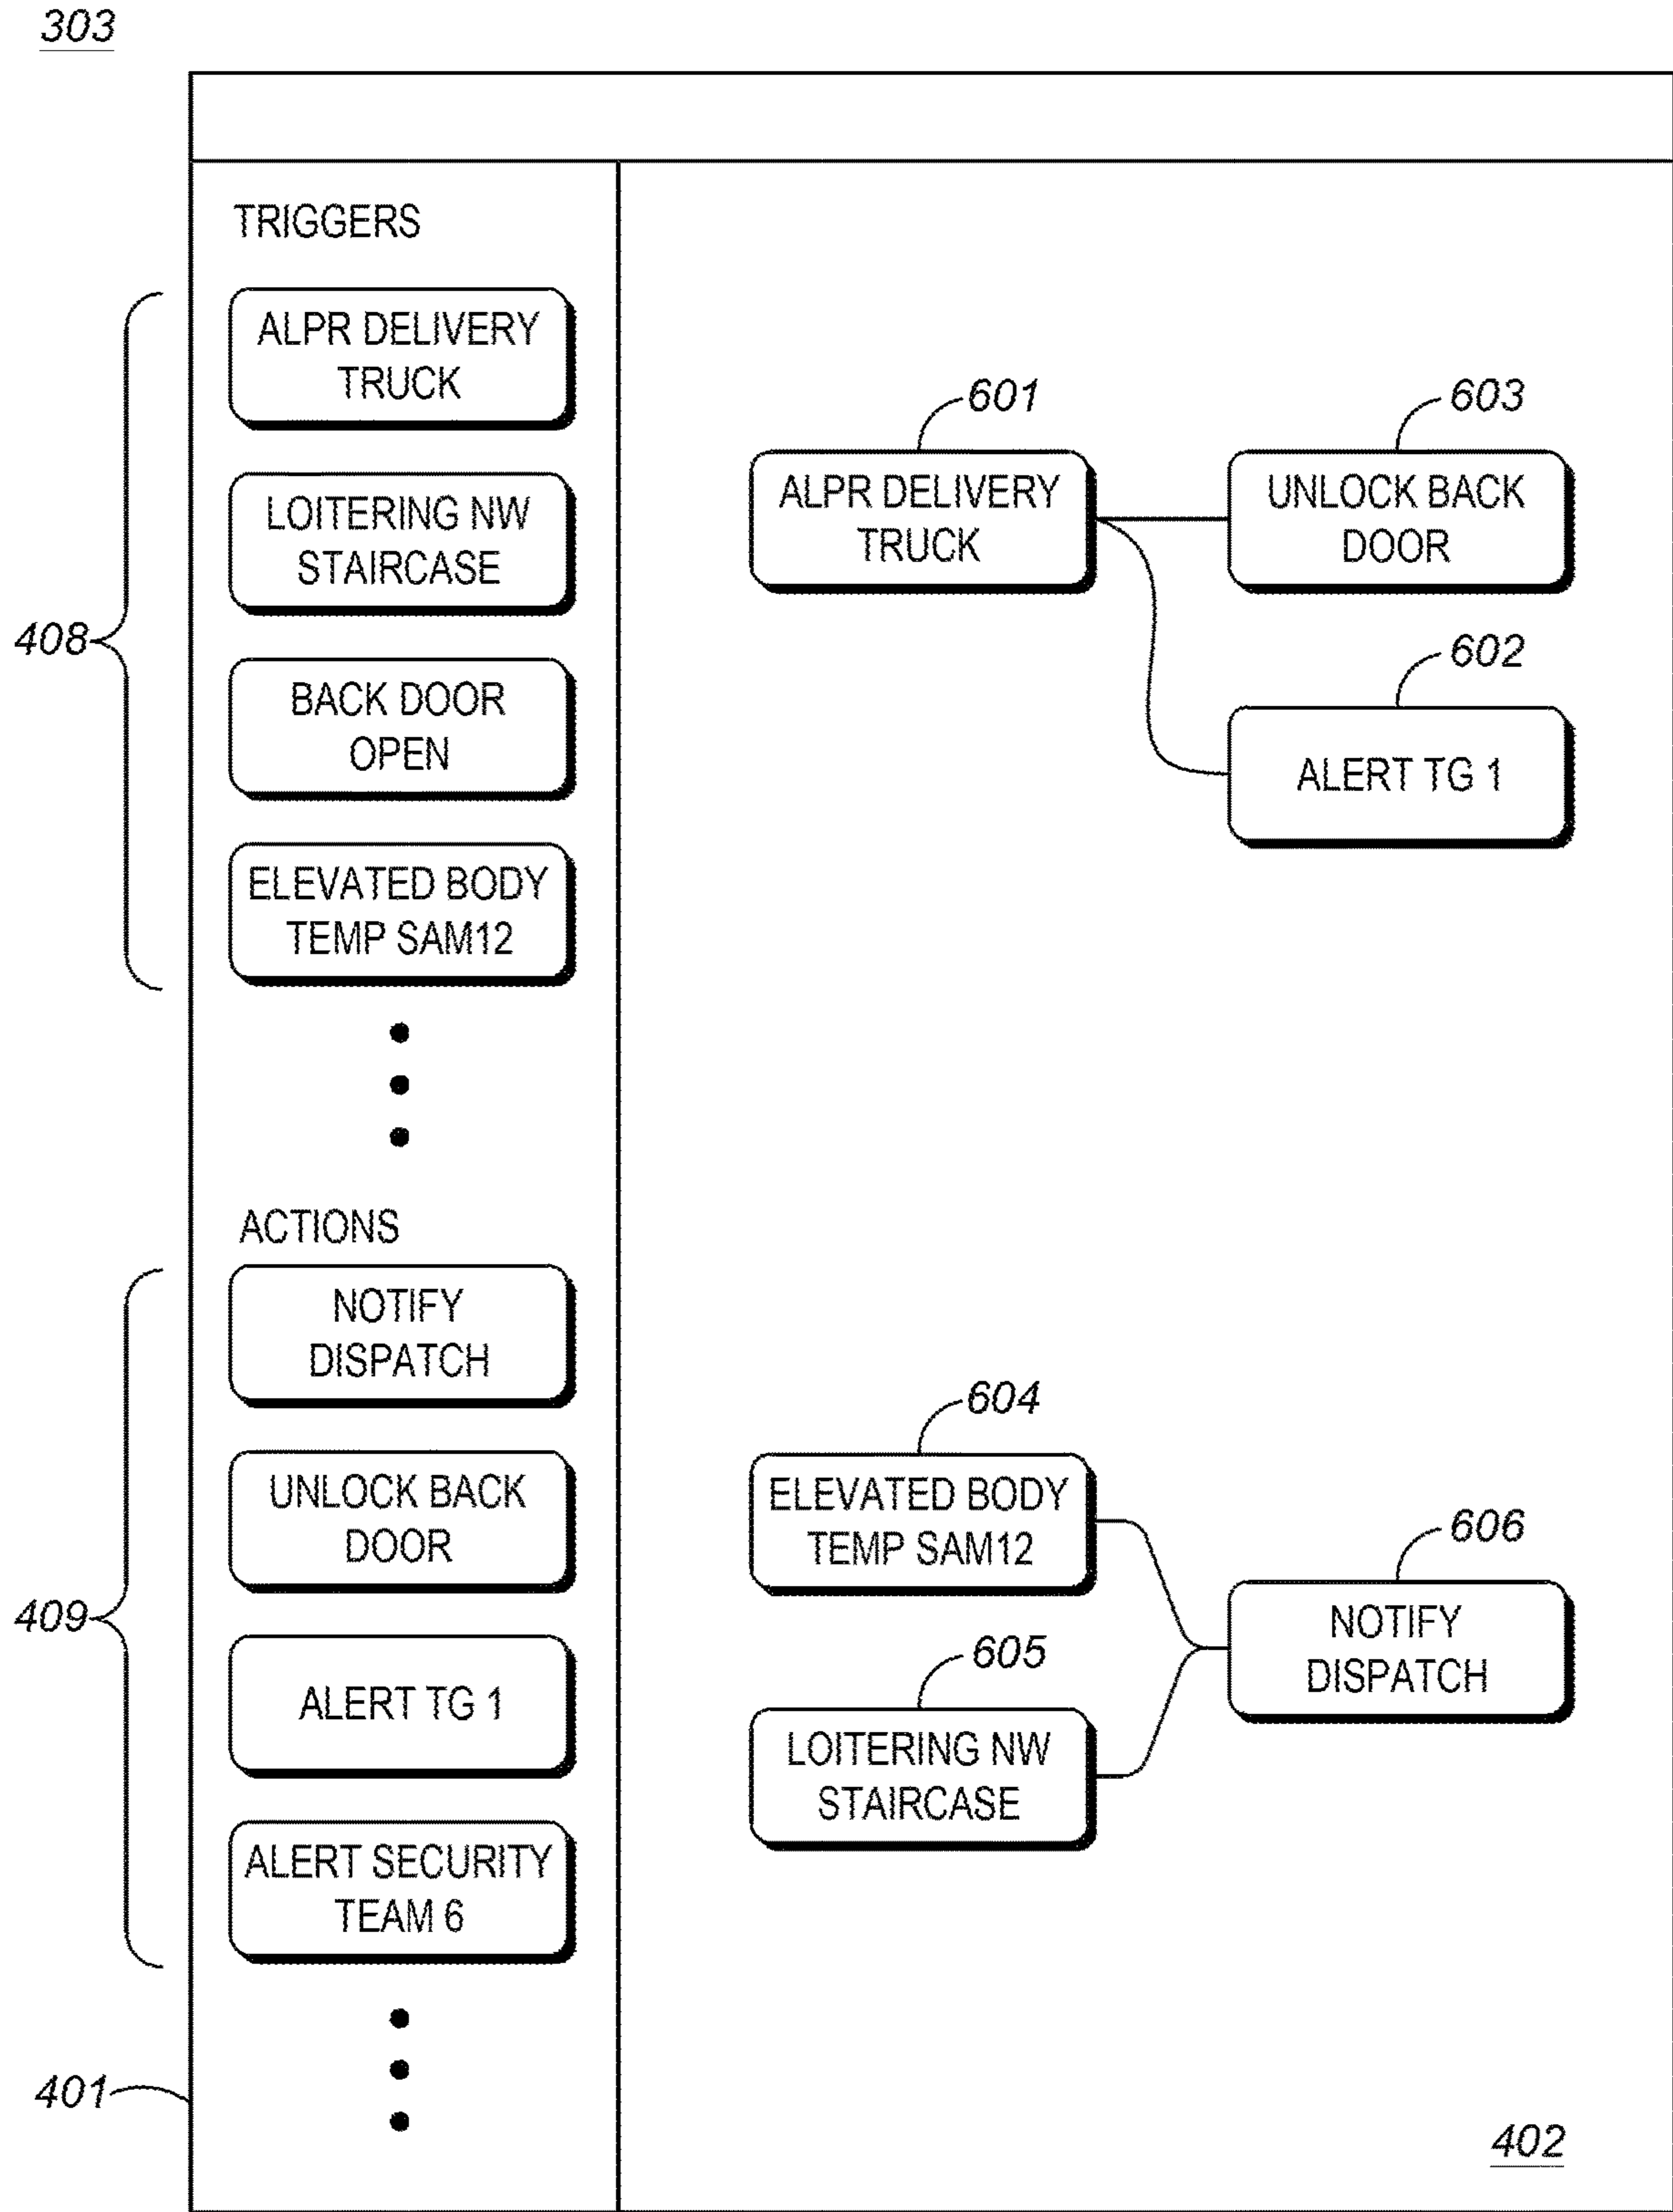 303
TRIGGERS
ALPR DELIVERY
TRUCK
LOITERING NW
STAIRCASE
408
BACK DOOR
OPEN
ELEVATED BODY
TEMP SAM12
ACTIONS
NOTIFY
DISPATCH
UNLOCK BACK
DOOR
409
ALERT TG 1
ALERT SECURITY
TEAM 6
401
601
ALPR DELIVERY
TRUCK
603
UNLOCK BACK
DOOR
602
ALERT TG 1
604
ELEVATED BODY
TEMP SAM12
605
LOITERING NW
STAIRCASE
606
NOTIFY
DISPATCH
402